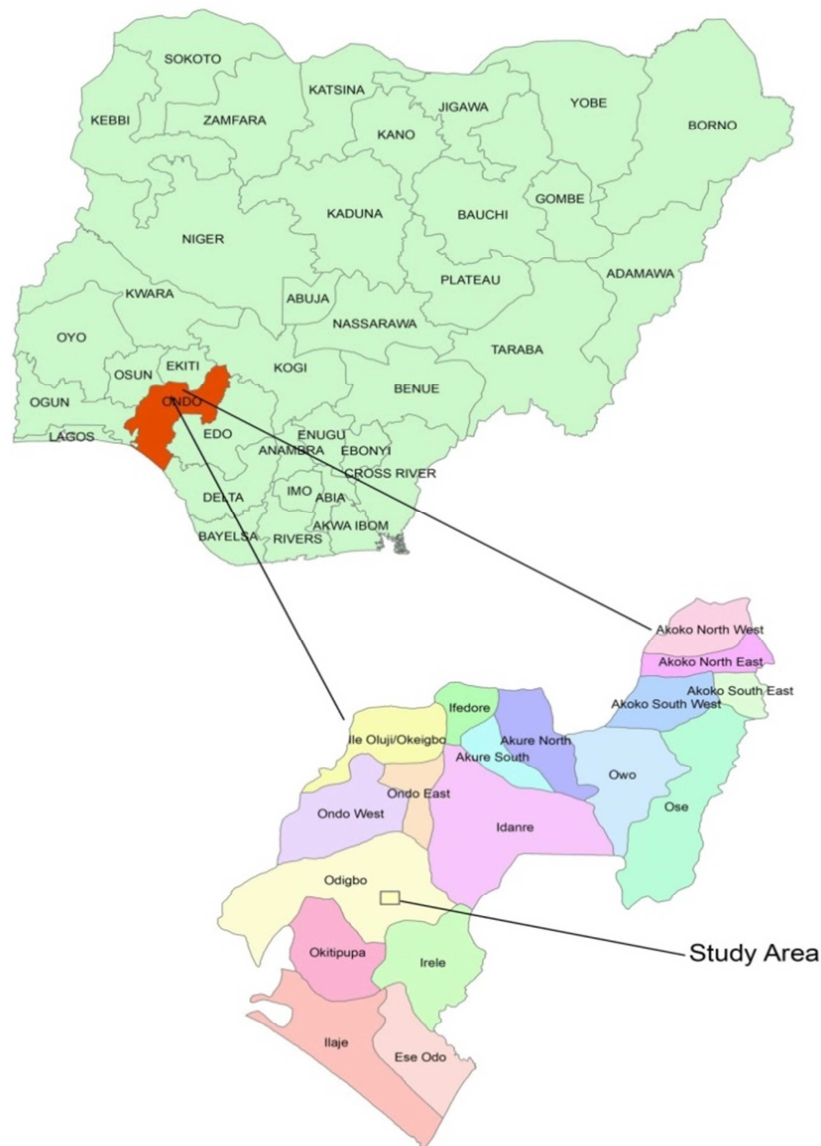 SOKOTO
KATSINA
KEBBI
ZAMFARA
KANO
JIGAWA
YOBE
BORNO
KADUNA
BAUCHI
GOMBE
NIGER
PLATEAU
ADAMAWA
KWARA
ABUJA
NASSARAWA
OYO
TARABA
OSUN
EKITI
KOGI
BENUE
OGUN
ONDO
LAGOS
EDO
ENUGU
ANAMBRA
EBONYI
CROSS RIVER
DELTA
IMO
ABIA
BAYELSA
RIVERS
AKWA IBOM
Akoko North West
Akoko North East
Akoko South East
Akoko South West
Ifedore
Ile Oluji/Okeigbo
Akure North
Akure South
Owo
Ondo East
Ose
Ondo West
Idanre
Odigbo
Study Area
Okitipupa
Irele
Ilaje
Ese Odo